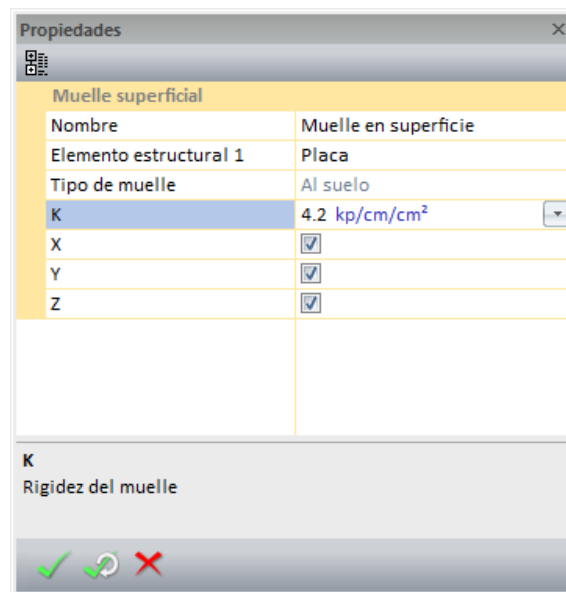 Propiedades
Muelle superficial
Nombre Muelle en superficie
Elemento estructural 1 Placa
Tipo de muelle Al suelo
K 4.2 kp/cm/cm²
X
Y
Z
K
Rigidez del muelle